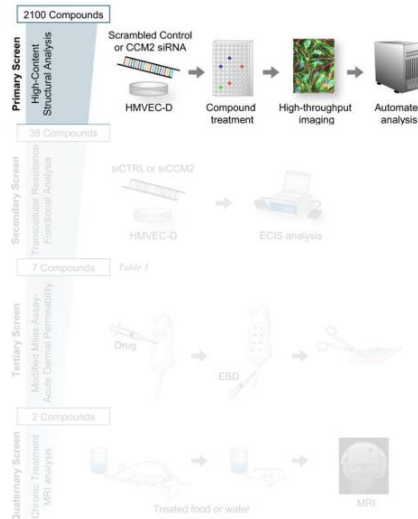 2100 Compounds
Primary Screen
High-Content
Structural Analysis
Scrambled Control
or CCM2 siRNA
HMVEC-D
Compound
treatment
High-throughput
imaging
Automate
analysis
38 Compounds
Secondary Screen
Transcellular Resistance
Functional Analysis
siCTRL or siCCM2
HMVEC-D
ECIS analysis
7 Compounds
Table 1
Tertiary Screen
Modified Miles Assay-
Acute Dermal Permeability
Drug
EBD
2 Compounds
Quaternary Screen
Chronic Treatment
MRI analysis
Treated food or water
MRI